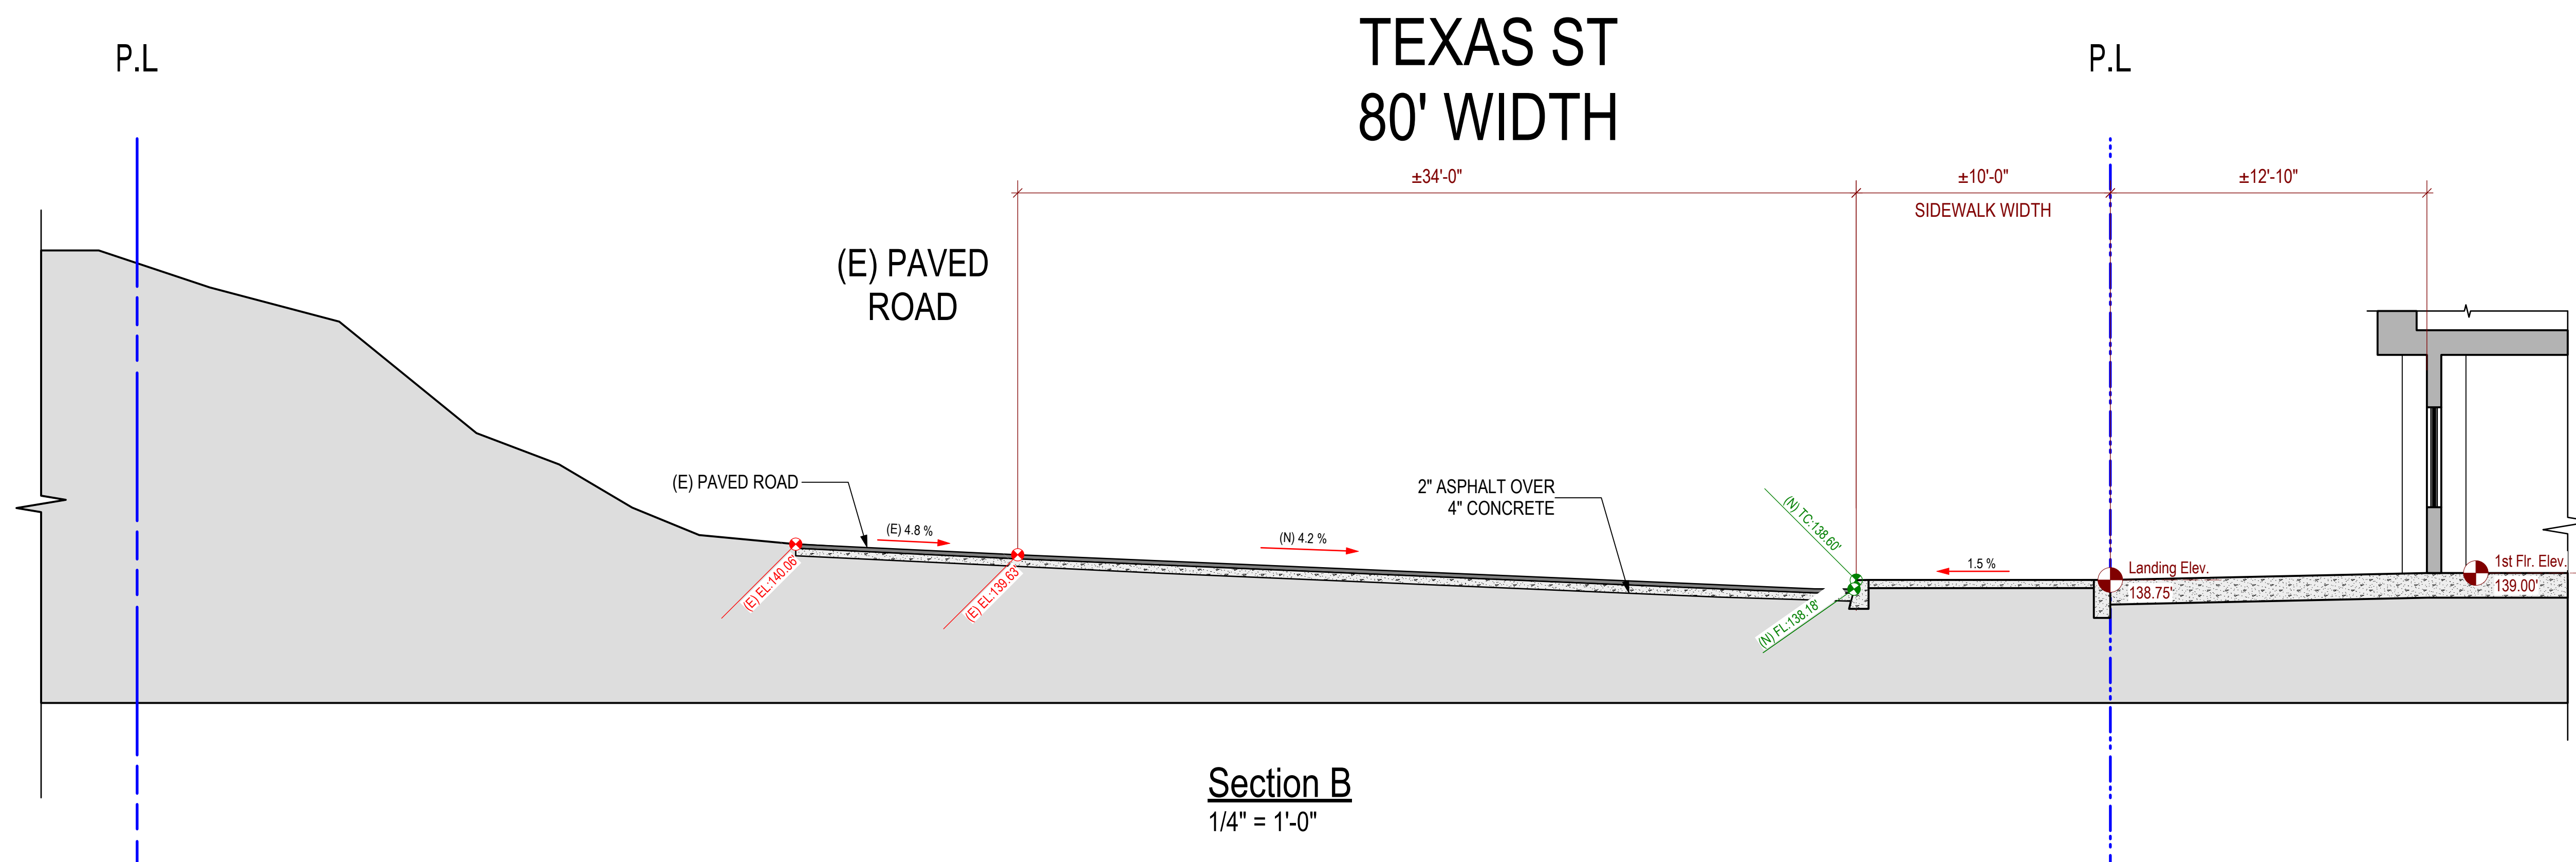 TEXAS ST
80' WIDTH
P.L
P.L
±34'-0"
±10'-0"
±12'-10"
SIDEWALK WIDTH
(E) PAVED
ROAD
(E) PAVED ROAD
2" ASPHALT OVER
4" CONCRETE
(E) 4.8 %
(N) 4.2 %
(N) TC:138.60'
1.5 %
Landing Elev.
138.75'
1st Flr. Elev.
139.00'
(E) EL:140.06'
(E) EL:139.63'
(N) FL:138.18'
Section B
1/4" = 1'-0"